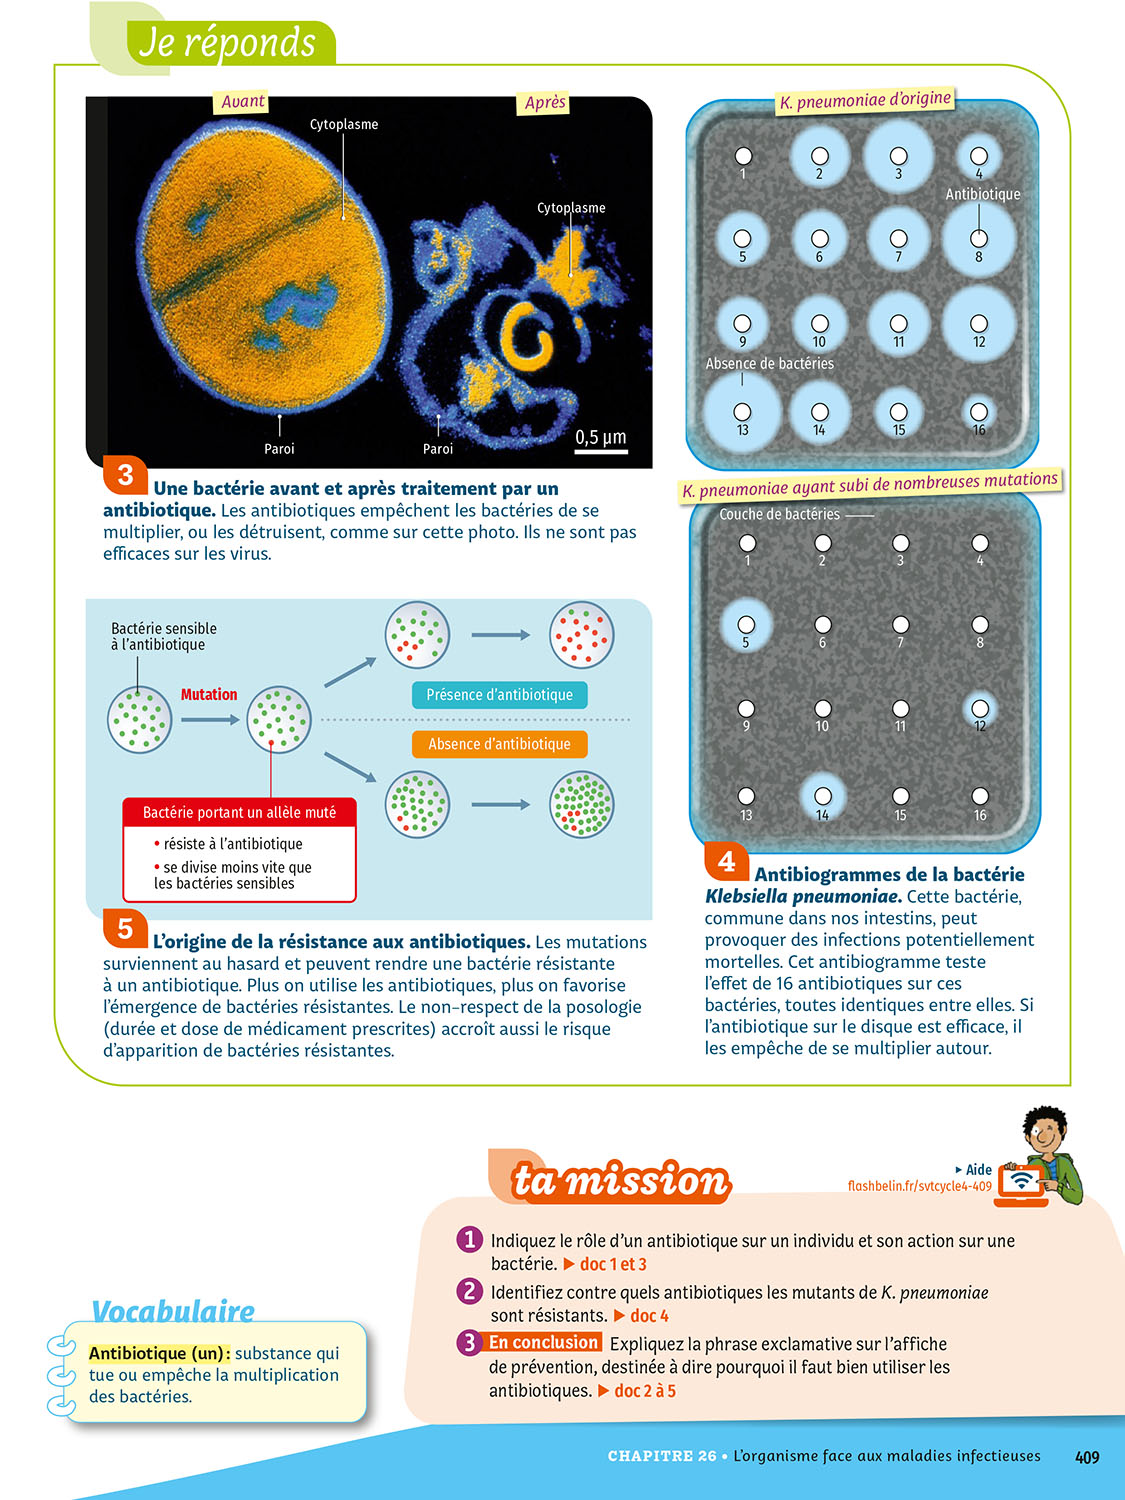 Je réponds
Avant
Après
Cytoplasme
Cytoplasme
Paroi
Paroi
0,5 µm
3 Une bactérie avant et après traitement par un
antibiotique. Les antibiotiques empêchent les bactéries de se
multiplier, ou les détruisent, comme sur cette photo. Ils ne sont pas
efficaces sur les virus.
K. pneumoniae d'origine
1 2 3 4
Antibiotique
5 6 7 8
9 10 11 12
Absence de bactéries
13 14 15 16
K. pneumoniae ayant subi de nombreuses mutations
Couche de bactéries
1 2 3 4
5 6 7 8
9 10 11 12
13 14 15 16
4 Antibiogrammes de la bactérie
Klebsiella pneumoniae. Cette bactérie,
commune dans nos intestins, peut
provoquer des infections potentiellement
mortelles. Cet antibiogramme teste
l'effet de 16 antibiotiques sur ces
bactéries, toutes identiques entre elles. Si
l'antibiotique sur le disque est efficace, il
les empêche de se multiplier autour.
Bactérie sensible
à l'antibiotique
Mutation
Présence d'antibiotique
Absence d'antibiotique
Bactérie portant un allèle muté
• résiste à l'antibiotique
• se divise moins vite que
les bactéries sensibles
5 L'origine de la résistance aux antibiotiques. Les mutations
surviennent au hasard et peuvent rendre une bactérie résistante
à un antibiotique. Plus on utilise les antibiotiques, plus on favorise
l'émergence de bactéries résistantes. Le non-respect de la posologie
(durée et dose de médicament prescrites) accroît aussi le risque
d'apparition de bactéries résistantes.
ta mission
▸ Aide
flashbelin.fr/svtcycle4-409
1 Indiquez le rôle d'un antibiotique sur un individu et son action sur une
bactérie. ▶ doc 1 et 3
2 Identifiez contre quels antibiotiques les mutants de K. pneumoniae
sont résistants. ▶ doc 4
3 En conclusion Expliquez la phrase exclamative sur l'affiche
de prévention, destinée à dire pourquoi il faut bien utiliser les
antibiotiques. ▶ doc 2 à 5
Vocabulaire
Antibiotique (un) : substance qui
tue ou empêche la multiplication
des bactéries.
CHAPITRE 26 • L'organisme face aux maladies infectieuses 409